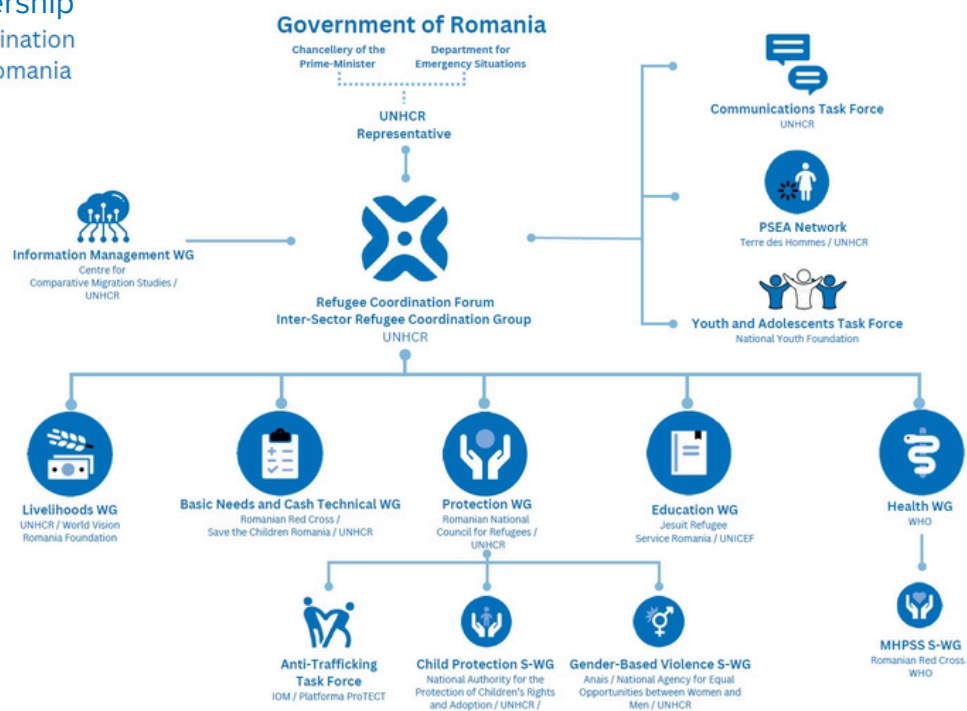 ership
ination
omania
Government of Romania
Chancellery of the
Prime-Minister
Department for
Emergency Situations
UNHCR
Representative
Communications Task Force
UNHCR
PSEA Network
Terre des Hommes / UNHCR
Information Management WG
Centre for
Comparative Migration Studies /
UNHCR
Refugee Coordination Forum
Inter-Sector Refugee Coordination Group
UNHCR
Youth and Adolescents Task Force
National Youth Foundation
Livelihoods WG
UNHCR / World Vision
Romania Foundation
Basic Needs and Cash Technical WG
Romanian Red Cross /
Save the Children Romania / UNHCR
Protection WG
Romanian National
Council for Refugees /
UNHCR
Education WG
Jesuit Refugee
Service Romania / UNICEF
Health WG
WHO
Anti-Trafficking
Task Force
IOM / Platforma ProTECT
Child Protection S-WG
National Authority for the
Protection of Children's Rights
and Adoption / UNHCR /
Gender-Based Violence S-WG
Anais / National Agency for Equal
Opportunities between Women and
Men / UNHCR
MHPSS S-WG
Romanian Red Cross,
WHO